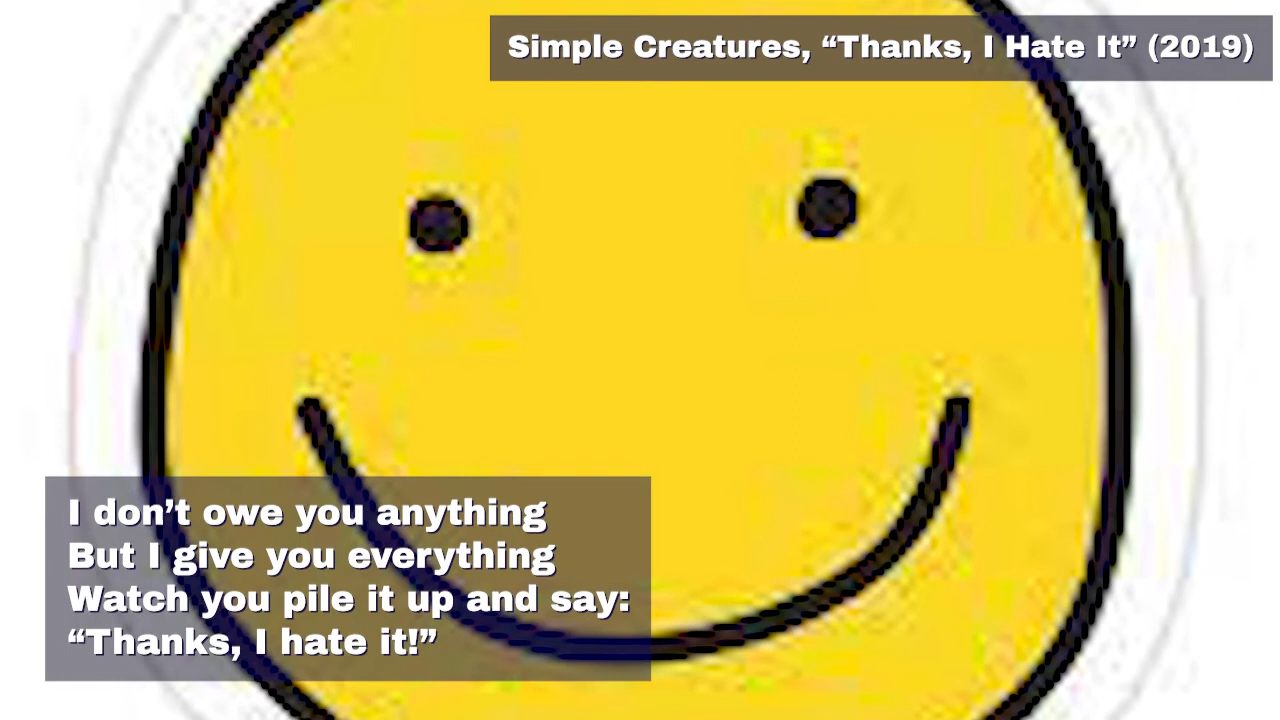 Simple Creatures, “Thanks, I Hate It” (2019)
I don’t owe you anything
But I give you everything
Watch you pile it up and say:
“Thanks, I hate it!”